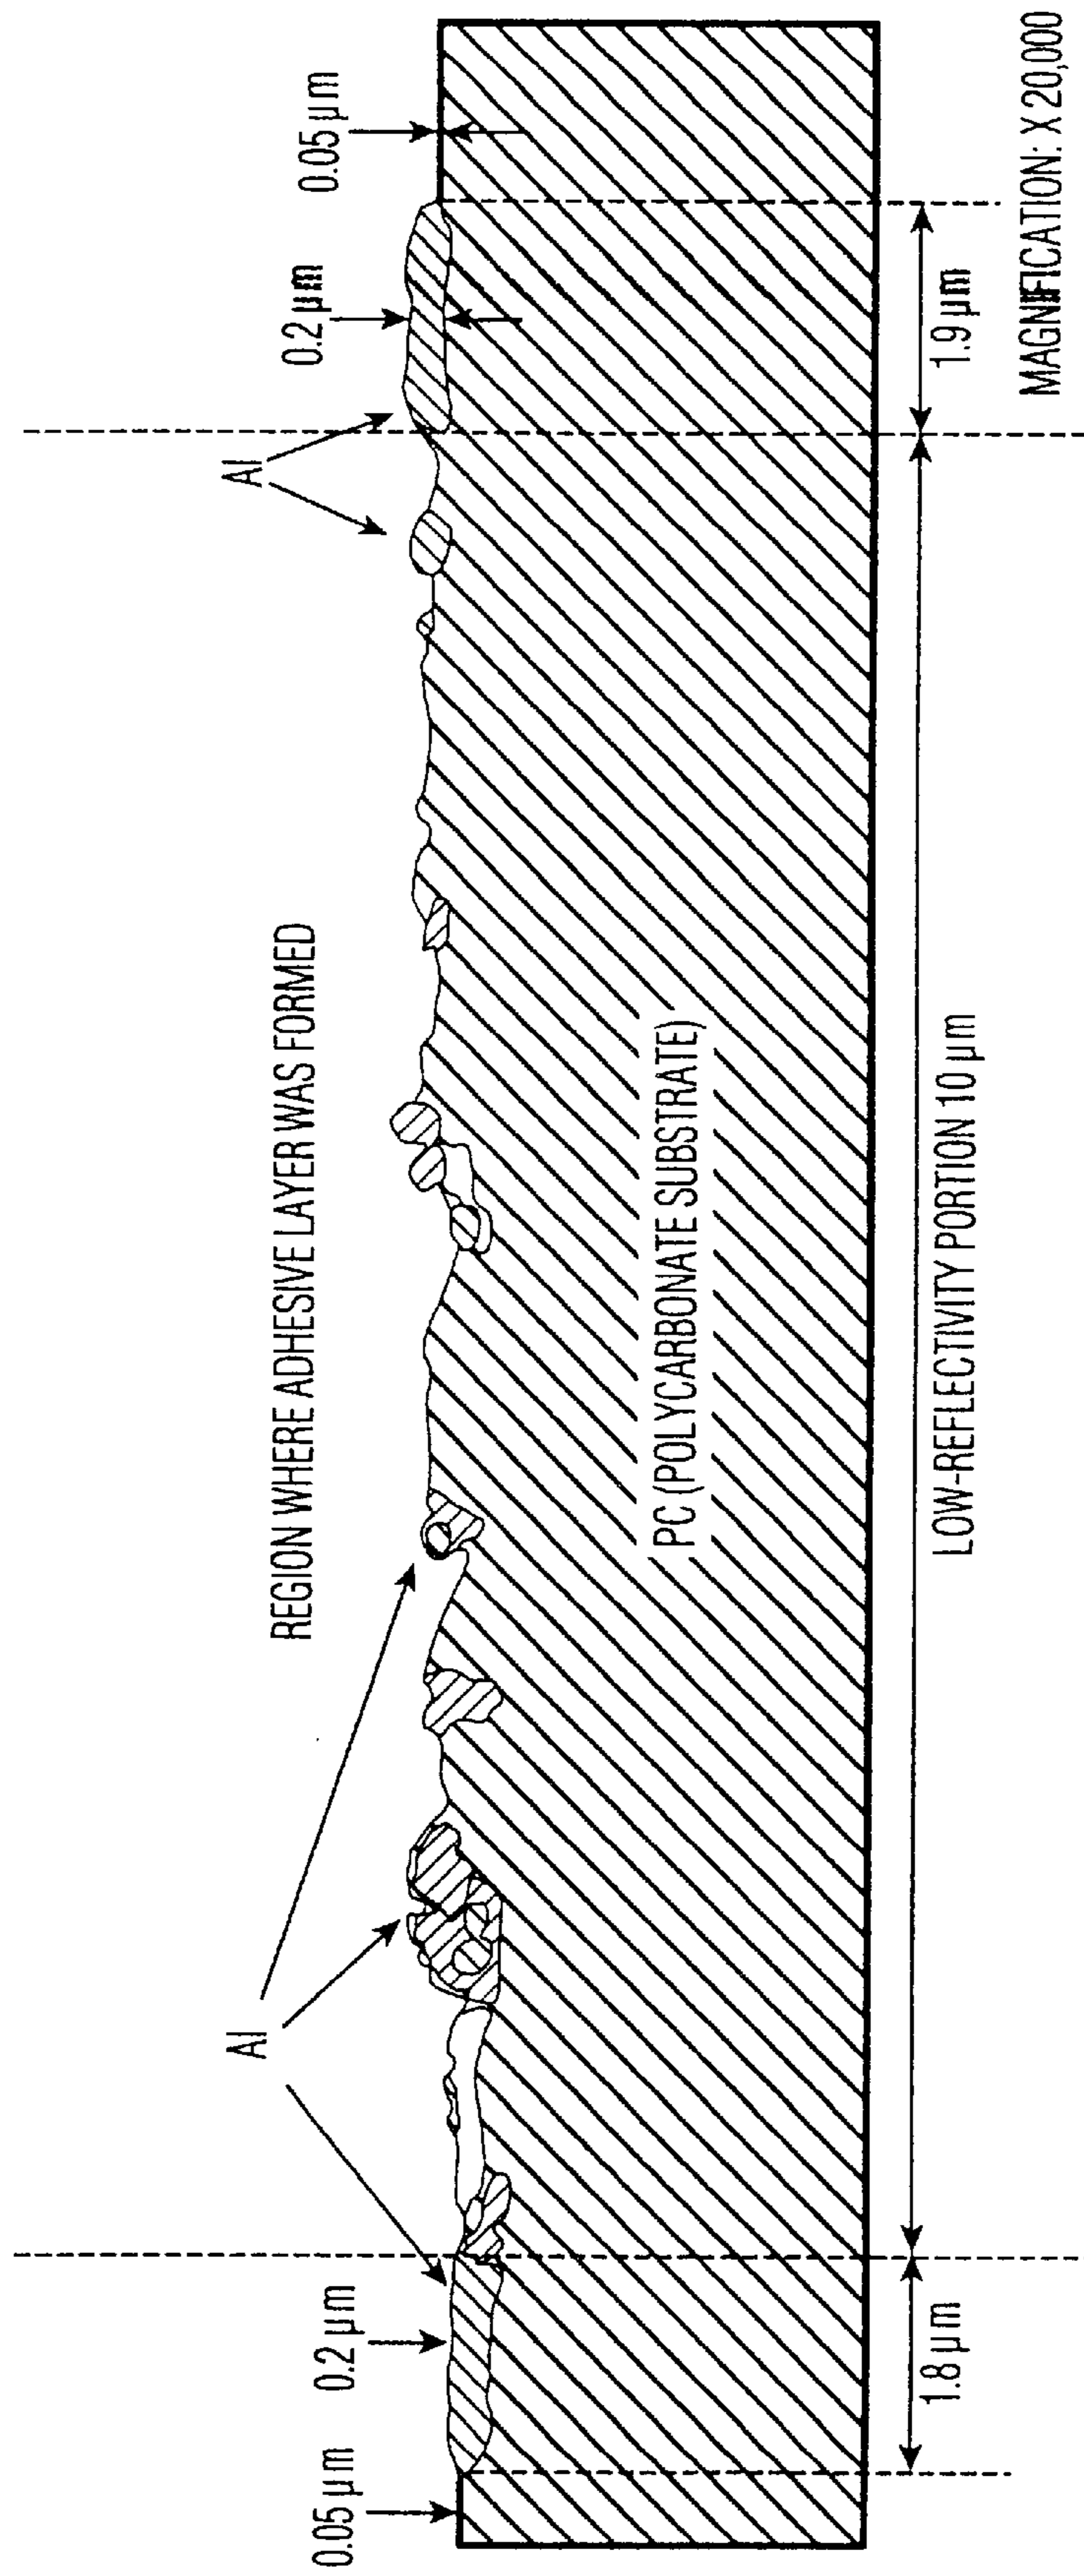 Al
Al
0.05 µm
0.2 µm
REGION WHERE ADHESIVE LAYER WAS FORMED
0.2 µm
0.05 µm
PC (POLYCARBONATE SUBSTRATE)
1.8 µm
LOW-REFLECTIVITY PORTION 10 µm
1.9 µm
MAGNIFICATION: X 20,000